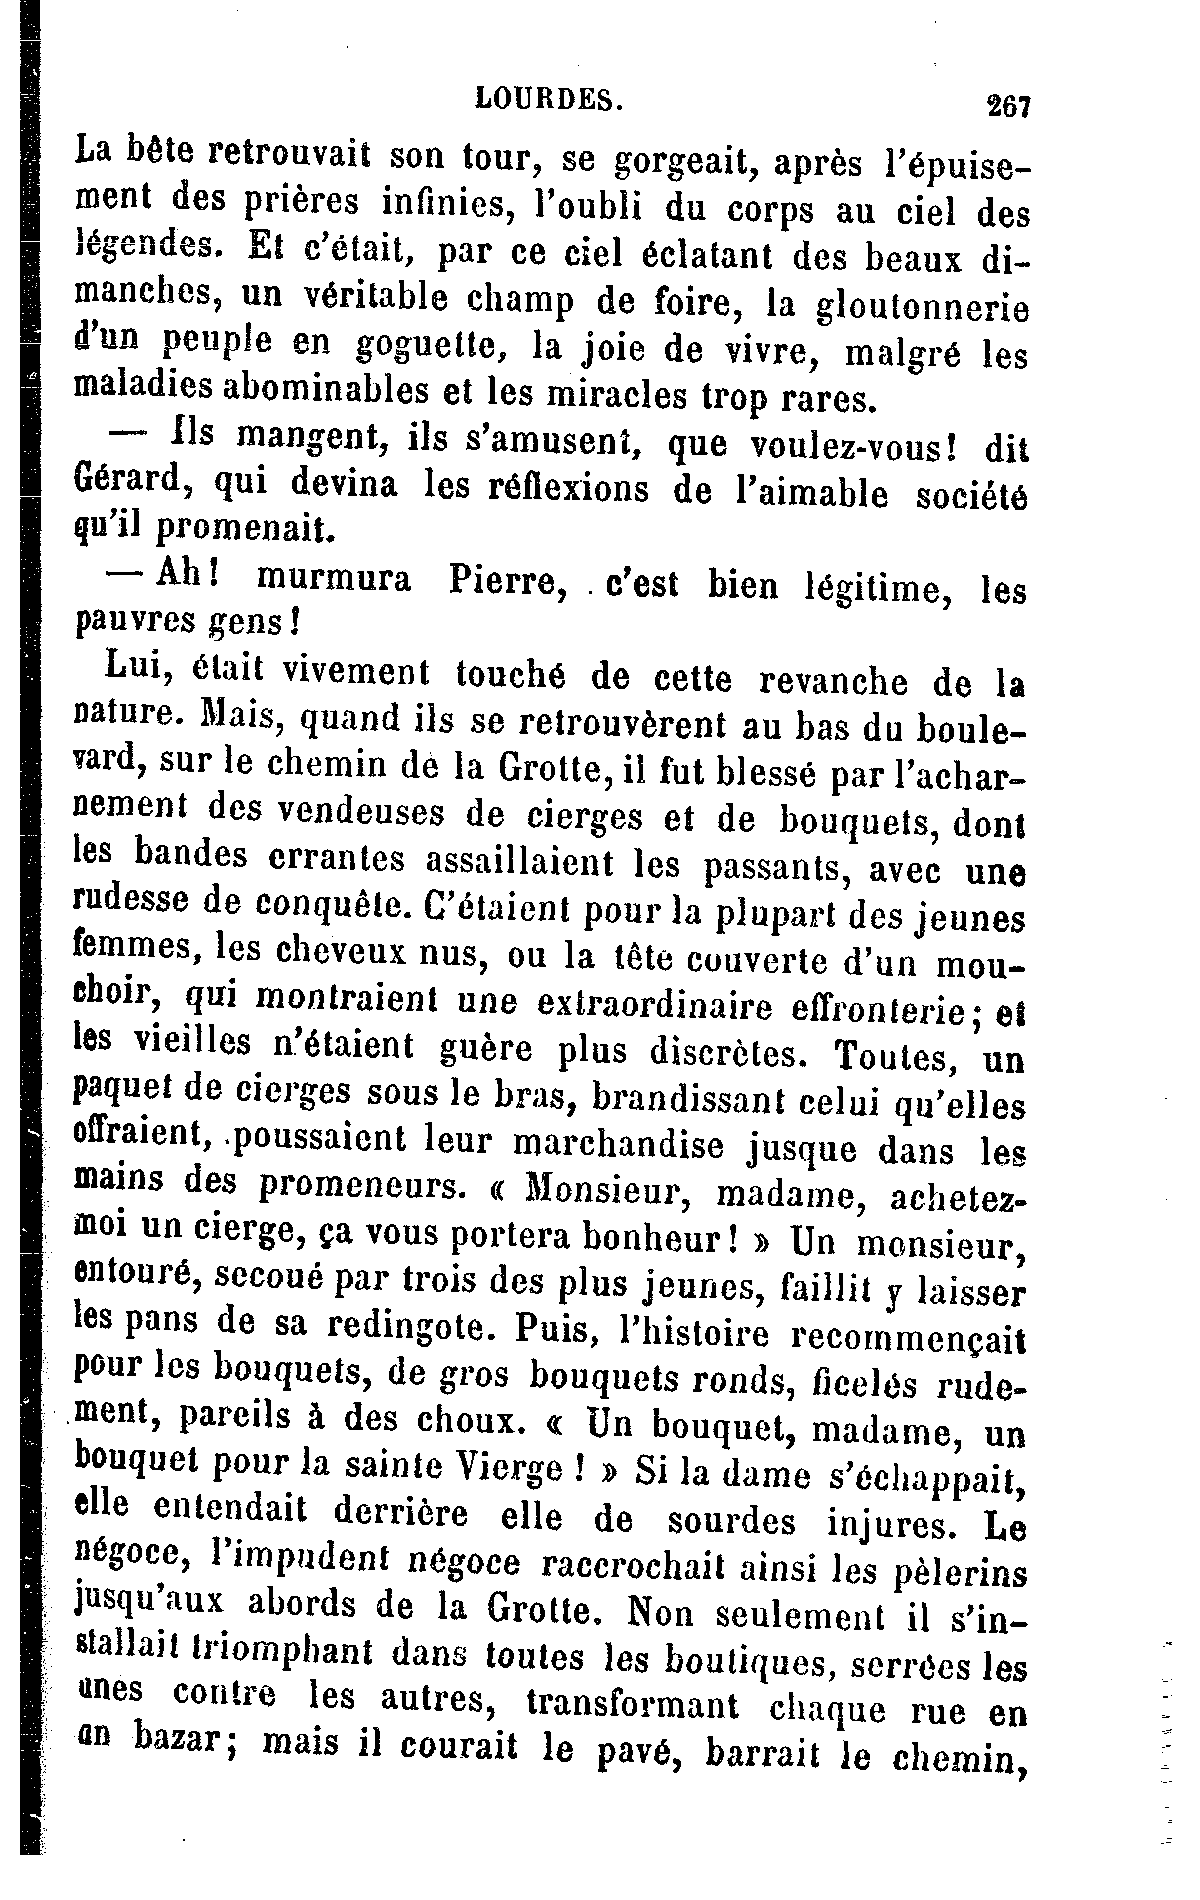 LOURDES. 267
La bête retrouvait son tour, se gorgeait, après l'épuise-
ment des prières infinies, l'oubli du corps au ciel des
légendes. Et c'était, par ce ciel éclatant des beaux di-
manches, un véritable champ de foire, la gloutonnerie
d'un peuple en goguette, la joie de vivre, malgré les
maladies abominables et les miracles trop rares.
— Ils mangent, ils s'amusent, que voulez-vous! dit
Gérard, qui devina les réflexions de l'aimable société
qu'il promenait.
— Ah! murmura Pierre, c'est bien légitime, les
pauvres gens!
Lui, était vivement touché de cette revanche de la
nature. Mais, quand ils se retrouvèrent au bas du boule-
vard, sur le chemin de la Grotte, il fut blessé par l'achar-
nement des vendeuses de cierges et de bouquets, dont
les bandes errantes assaillaient les passants, avec une
rudesse de conquête. C'étaient pour la plupart des jeunes
femmes, les cheveux nus, ou la tête couverte d'un mou-
choir, qui montraient une extraordinaire effronterie; et
les vieilles n'étaient guère plus discrètes. Toutes, un
paquet de cierges sous le bras, brandissant celui qu'elles
offraient, poussaient leur marchandise jusque dans les
mains des promeneurs. « Monsieur, madame, achetez-
moi un cierge, ça vous portera bonheur! » Un monsieur,
entouré, secoué par trois des plus jeunes, faillit y laisser
les pans de sa redingote. Puis, l'histoire recommençait
pour les bouquets, de gros bouquets ronds, ficelés rude-
ment, pareils à des choux. « Un bouquet, madame, un
bouquet pour la sainte Vierge ! » Si la dame s'échappait,
elle entendait derrière elle de sourdes injures. Le
négoce, l'impudent négoce raccrochait ainsi les pèlerins
jusqu'aux abords de la Grotte. Non seulement il s'in-
stallait triomphant dans toutes les boutiques, serrées les
unes contre les autres, transformant chaque rue en
un bazar; mais il courait le pavé, barrait le chemin,